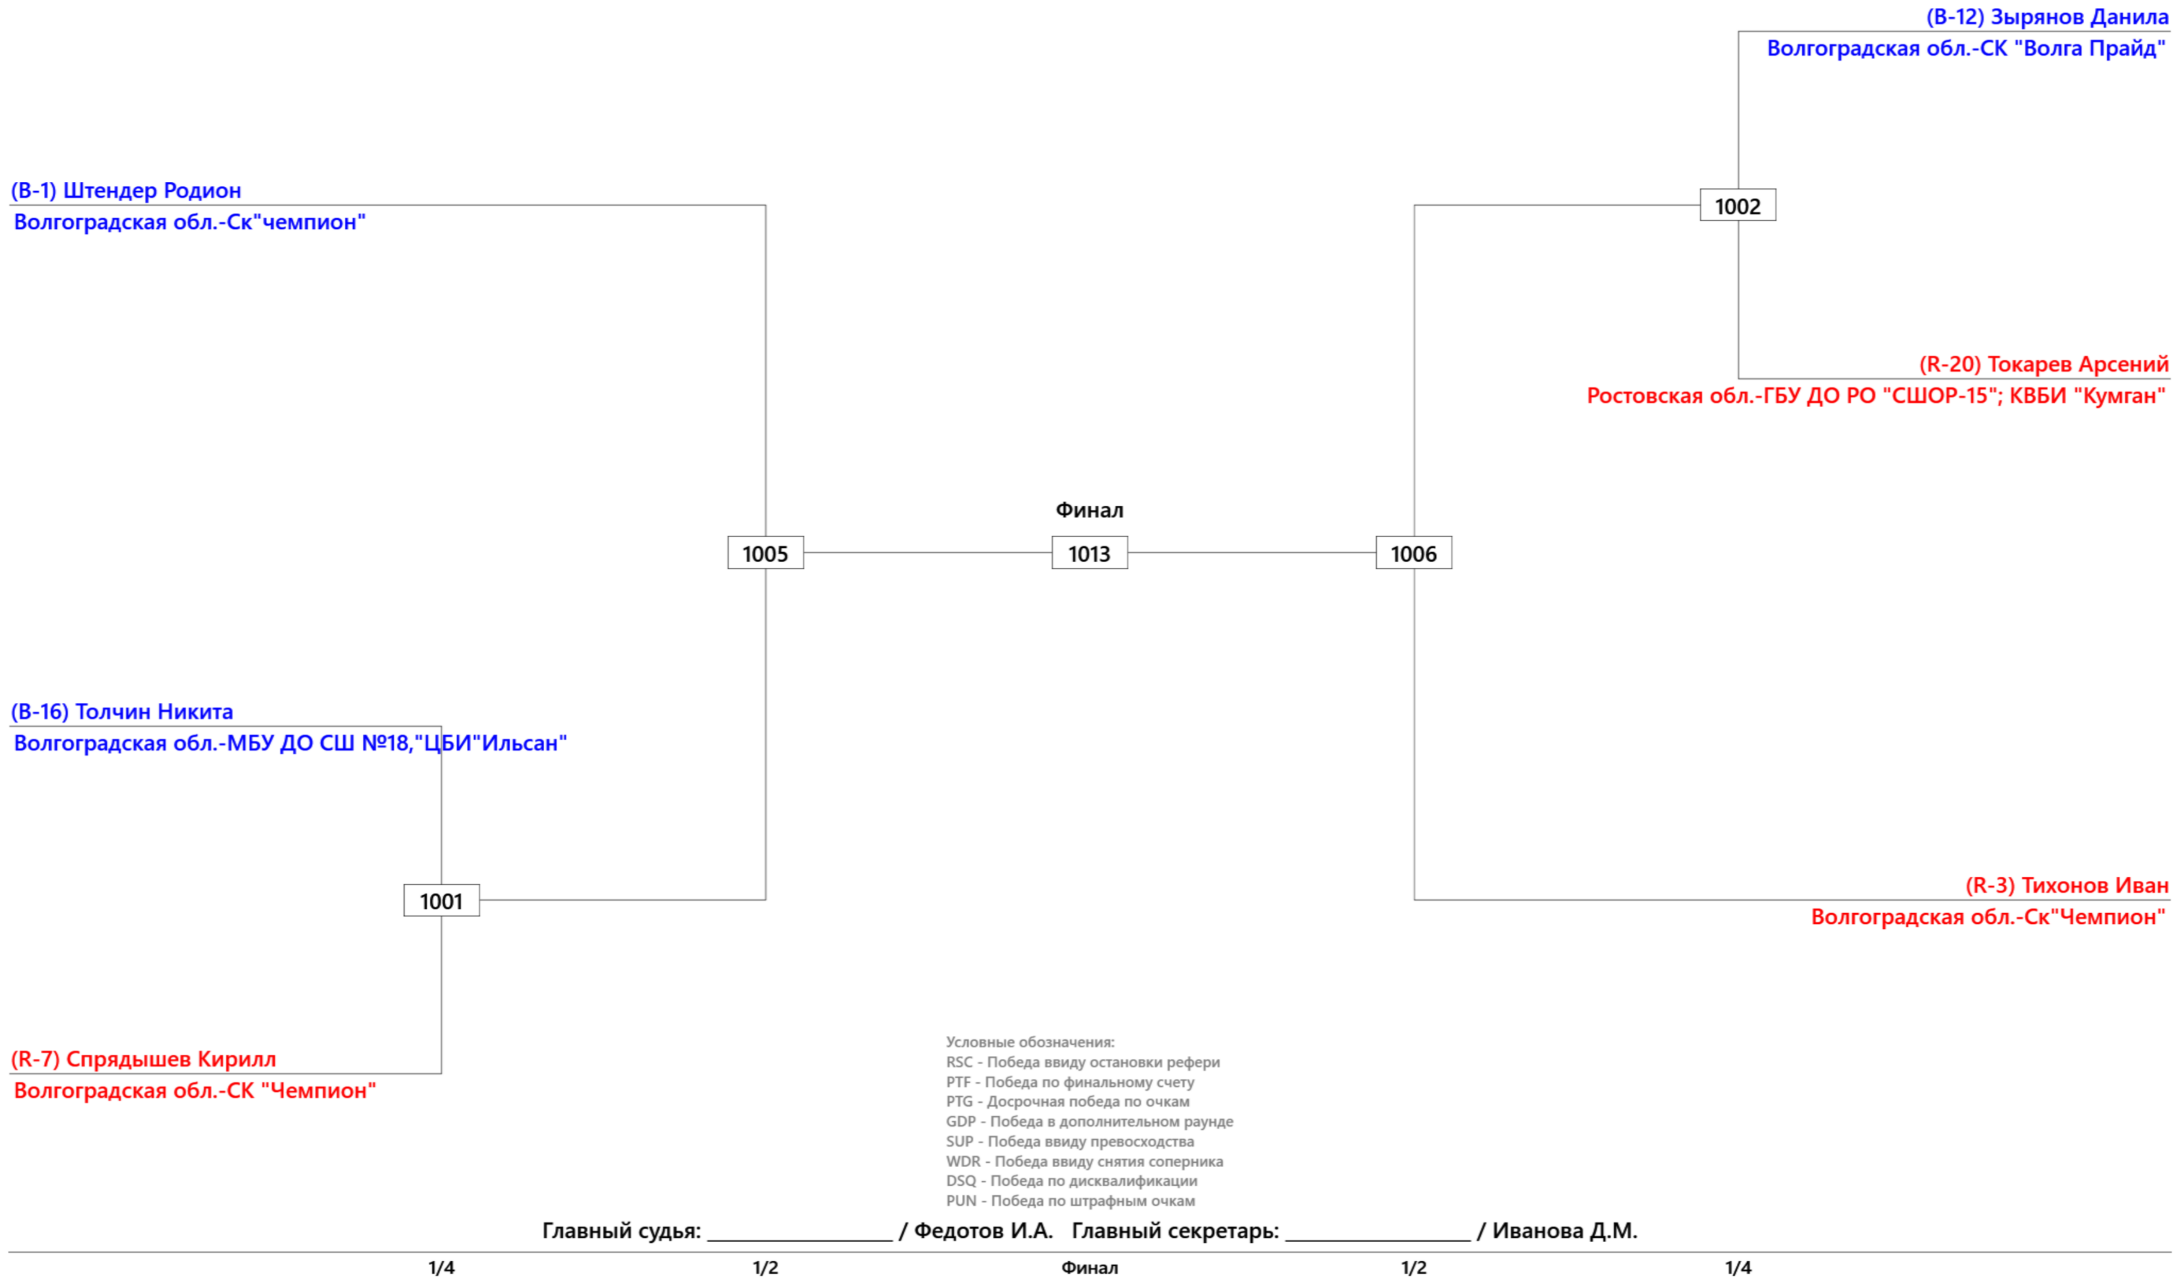 (B-12) Зырянов Данила
Волгоградская обл.-СК "Волга Прайд"
(B-1) Штендер Родион
Волгоградская обл.-Ск"чемпион"
1002
(R-20) Токарев Арсений
Ростовская обл.-ГБУ ДО РО "СШОР-15"; КВБИ "Кумган"
Финал
1005
1013
1006
(B-16) Толчин Никита
Волгоградская обл.-МБУ ДО СШ №18,"ЦБИ"Ильсан"
1001
(R-3) Тихонов Иван
Волгоградская обл.-Ск"Чемпион"
(R-7) Спрядышев Кирилл
Волгоградская обл.-СК "Чемпион"
Условные обозначения:
RSC - Победа ввиду остановки рефери
PTF - Победа по финальному счету
PTG - Досрочная победа по очкам
GDP - Победа в дополнительном раунде
SUP - Победа ввиду превосходства
WDR - Победа ввиду снятия соперника
DSQ - Победа по дисквалификации
PUN - Победа по штрафным очкам
Главный судья: _______________ / Федотов И.А. Главный секретарь: _______________ / Иванова Д.М.
1/4 1/2 Финал 1/2 1/4